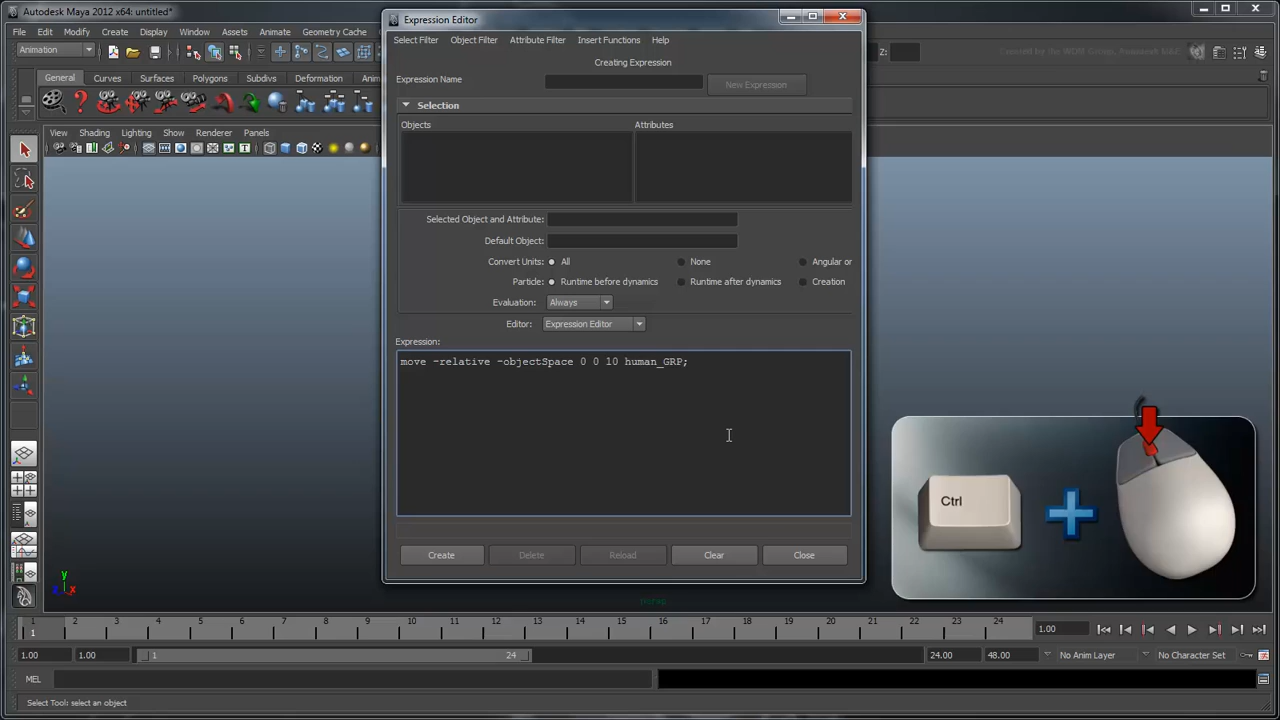 Autodesk Maya 2012 x64: untitled*
Expression Editor
File Edit Modify Create Display Window Assets Animate Geometry Cache
Select Filter Object Filter Attribute Filter Insert Functions Help
Animation
Z:
Creating Expression
General Curves Surfaces Polygons Subdivs Deformation Anim
Expression Name
New Expression
Selection
Objects Attributes
View Shading Lighting Show Renderer Panels
Selected Object and Attribute:
Default Object:
Convert Units: All None Angular or
Particle: Runtime before dynamics Runtime after dynamics Creation
Evaluation: Always
Editor: Expression Editor
Expression:
move -relative -objectSpace 0 0 10 human_GRP;
Ctrl
Create Delete Reload Clear Close
y
x
persp
1 2 3 4 5 6 7 8 9 10 11 12 13 14 15 16 17 18 19 20 21 22 23 24
1
1.00
1.00 1.00 1 24 24.00 48.00 No Anim Layer No Character Set
MEL
Select Tool: select an object